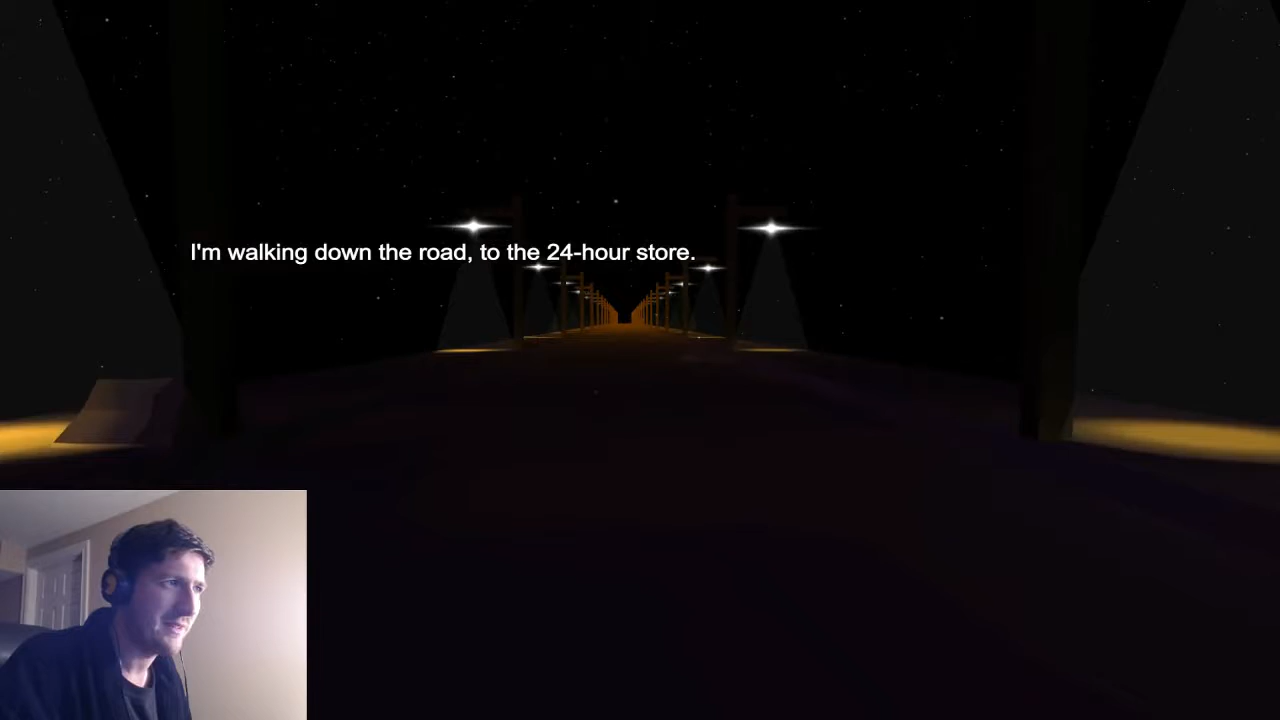 I'm walking down the road, to the 24-hour store.